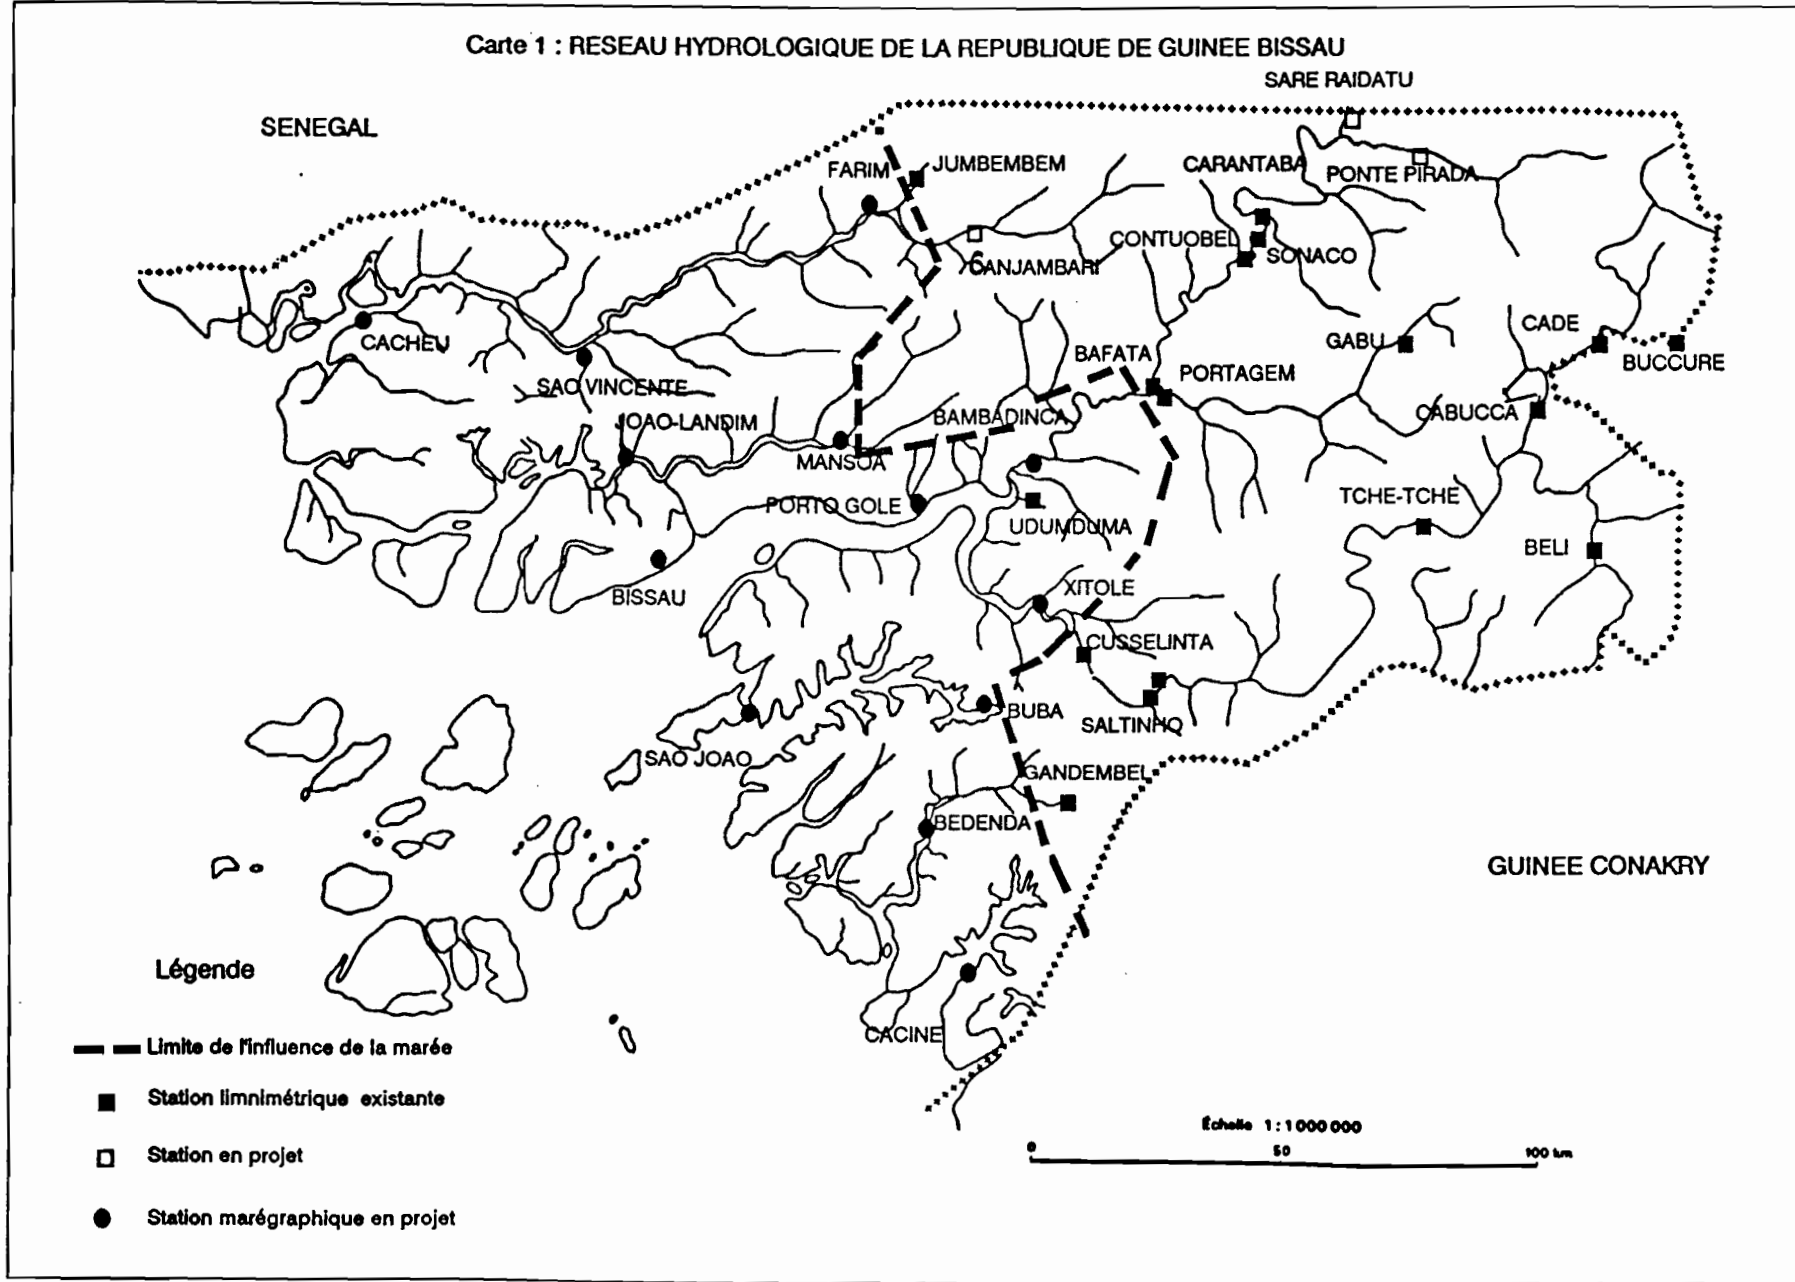 Carte 1 : RESEAU HYDROLOGIQUE DE LA REPUBLIQUE DE GUINEE BISSAU
SARE RAIDATU
SENEGAL
FARIM
JUMBEMBEM
CARANTABA
PONTE PIRADA
CONTUOBEL
SONACO
CANJAMBARI
CACHEU
SAO VINCENTE
BAFATA
PORTAGEM
GABU
CADE
BUCCURE
JOAO-LANDIM
BAMBADINCA
CABUCCA
MANSOA
PORTO GOLE
UDUMDUMA
TCHE-TCHE
BELI
BISSAU
XITOLE
CUSSELINTA
BUBA
SALTINHO
SAO JOAO
GANDEMBEL
BEDENDA
GUINEE CONAKRY
CACINE
Légende
Limite de l'influence de la marée
Station limnimétrique existante
Station en projet
Station marégraphique en projet
Échelle 1 : 1 000 000
0 50 100 km